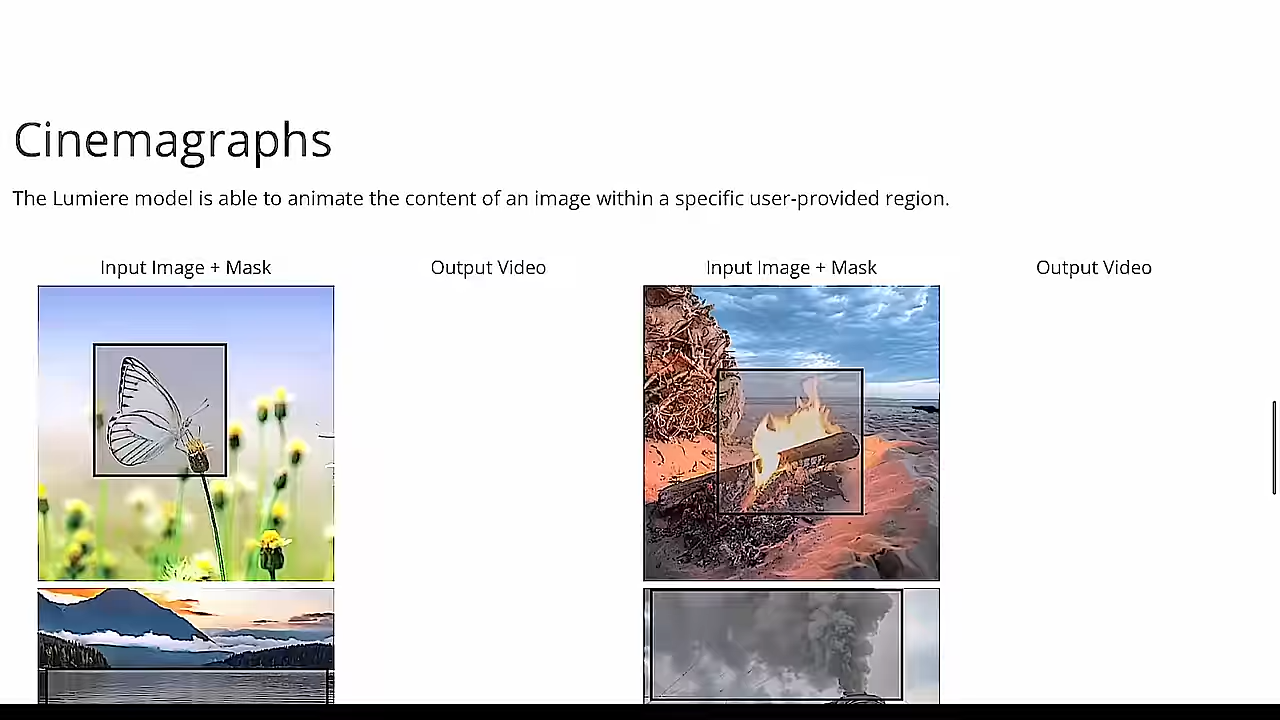 Cinemagraphs
The Lumiere model is able to animate the content of an image within a specific user-provided region.
Input Image + Mask
Output Video
Input Image + Mask
Output Video